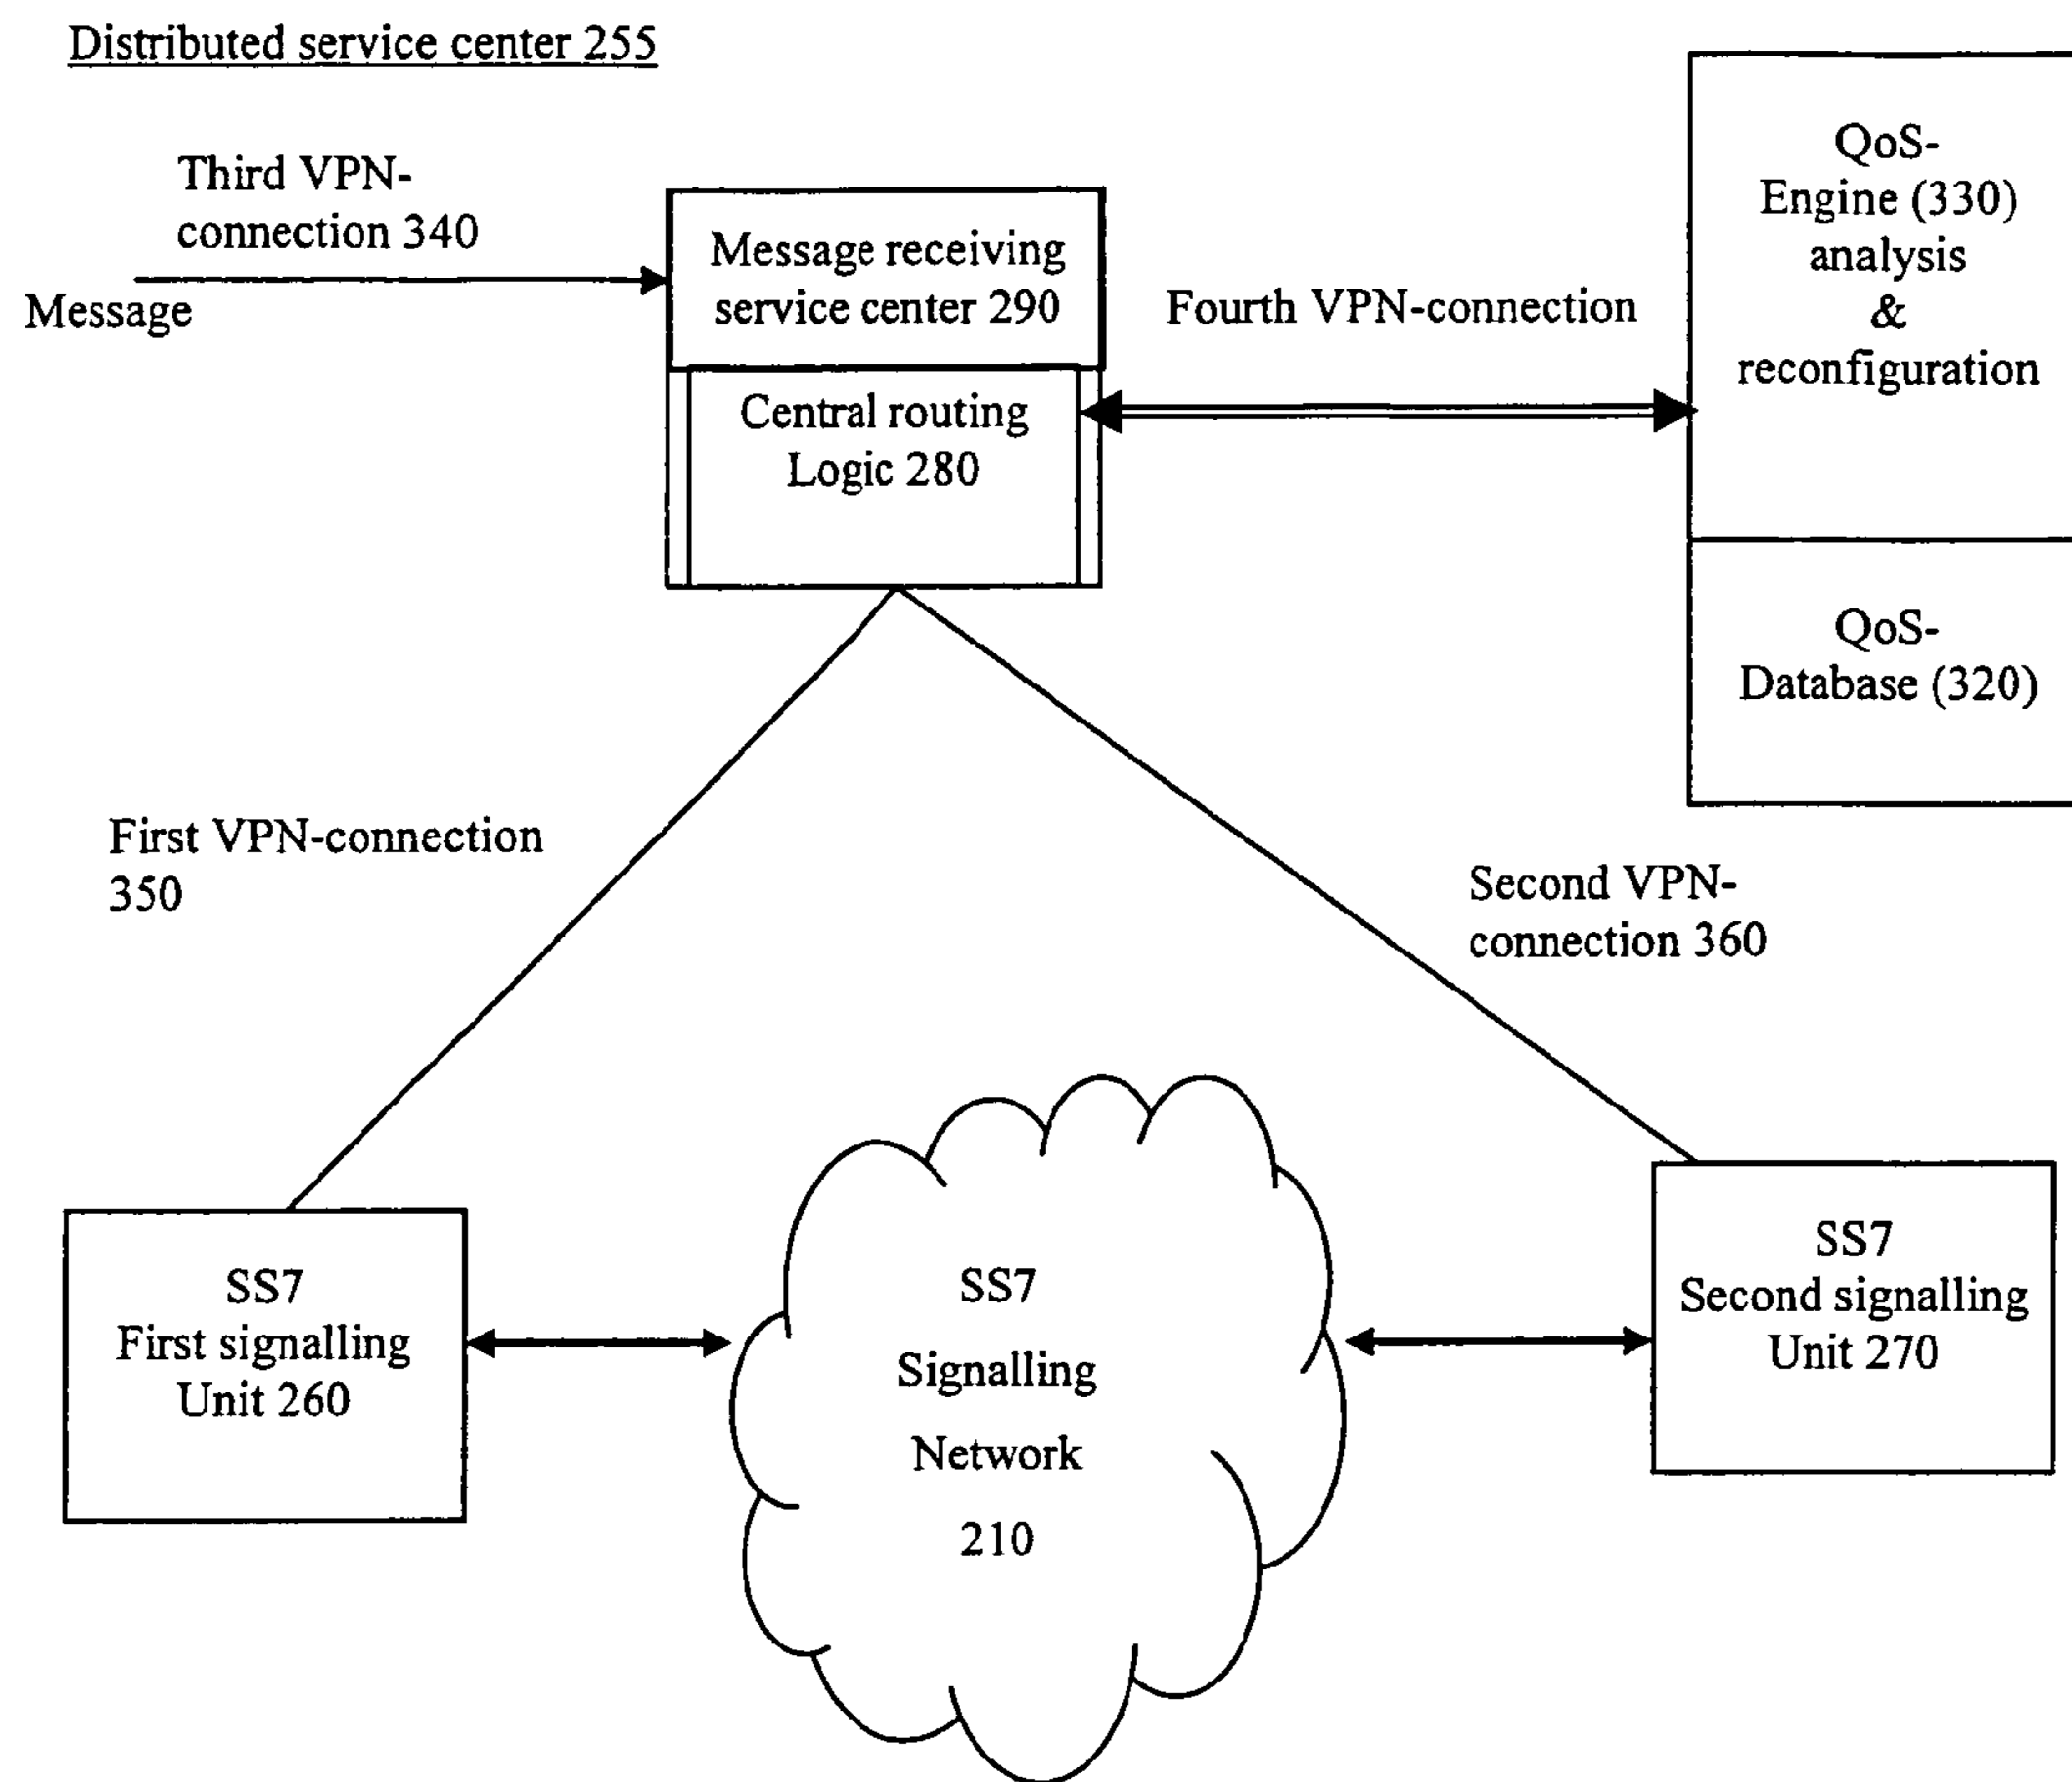 Distributed service center 255
Third VPN-
connection 340
Message
Message receiving
service center 290
Central routing
Logic 280
Fourth VPN-connection
QoS-
Engine (330)
analysis
&
reconfiguration
QoS-
Database (320)
First VPN-connection
350
Second VPN-
connection 360
SS7
First signalling
Unit 260
SS7
Signalling
Network
210
SS7
Second signalling
Unit 270